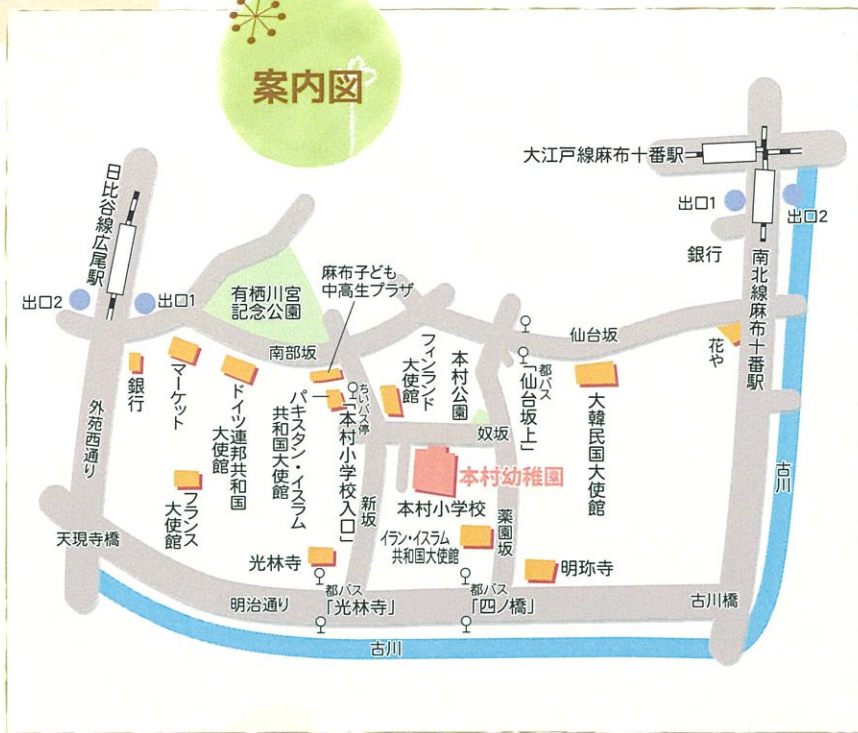 案内図
大江戸線麻布十番駅
出口1
出口2
銀行
南北線麻布十番駅
日比谷線広尾駅
出口2
出口1
有栖川宮
記念公園
麻布子ども
中高生プラザ
南部坂
仙台坂
花や
銀行
マーケット
ドイツ連邦共和国
大使館
パキスタン・イスラム
共和国大使館
ちぃバス停
「本村小学校入口」
フィンランド
大使館
本村公園
都バス
「仙台坂上」
大韓民国大使館
奴坂
外苑西通り
フランス
大使館
新坂
本村幼稚園
本村小学校
薬園坂
古川
天現寺橋
光林寺
イラン・イスラム
共和国大使館
明珎寺
明治通り
都バス
「光林寺」
都バス
「四ノ橋」
古川橋
古川